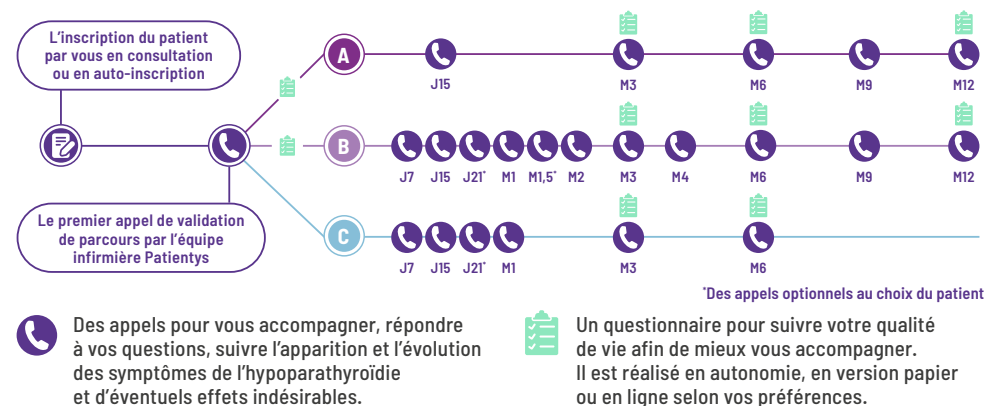 L'inscription du patient
par vous en consultation
ou en auto-inscription
A
J15
M3
M6
M9
M12
B
J7
J15
J21*
M1
M1,5*
M2
M3
M4
M6
M9
M12
Le premier appel de validation
de parcours par l'équipe
infirmière Patientys
C
J7
J15
J21*
M1
M3
M6
*Des appels optionnels au choix du patient
Des appels pour vous accompagner, répondre
à vos questions, suivre l'apparition et l'évolution
des symptômes de l'hypoparathyroïdie
et d'éventuels effets indésirables.
Un questionnaire pour suivre votre qualité
de vie afin de mieux vous accompagner.
Il est réalisé en autonomie, en version papier
ou en ligne selon vos préférences.